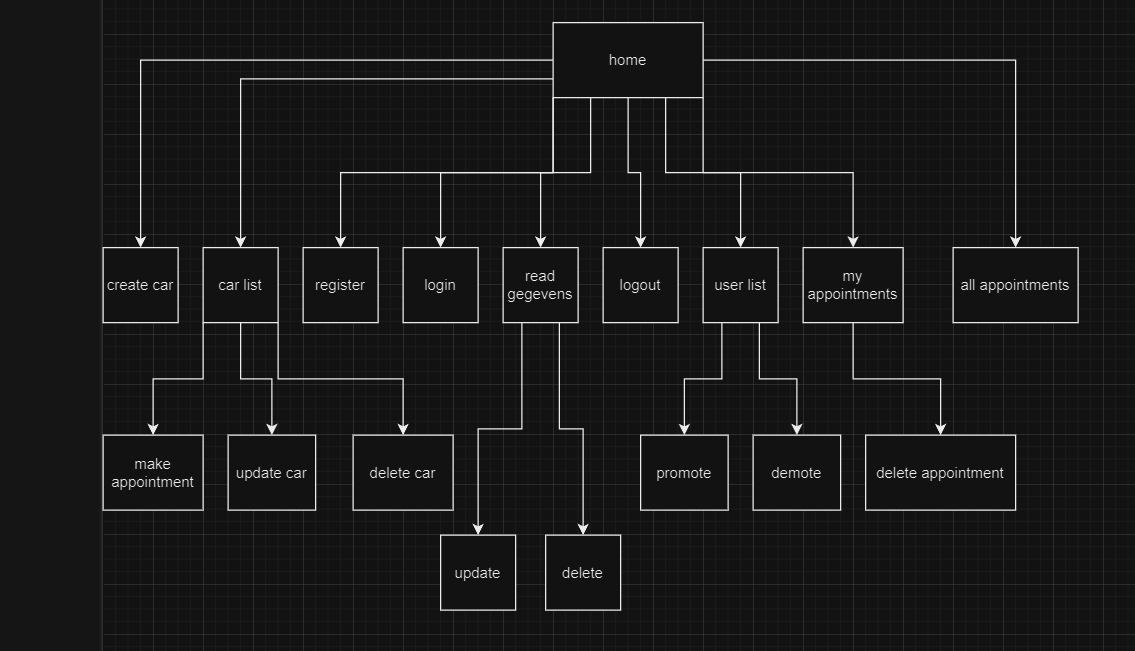 home
create car
car list
register
login
read
gegevens
logout
user list
my
appointments
all appointments
make
appointment
update car
delete car
promote
demote
delete appointment
update
delete